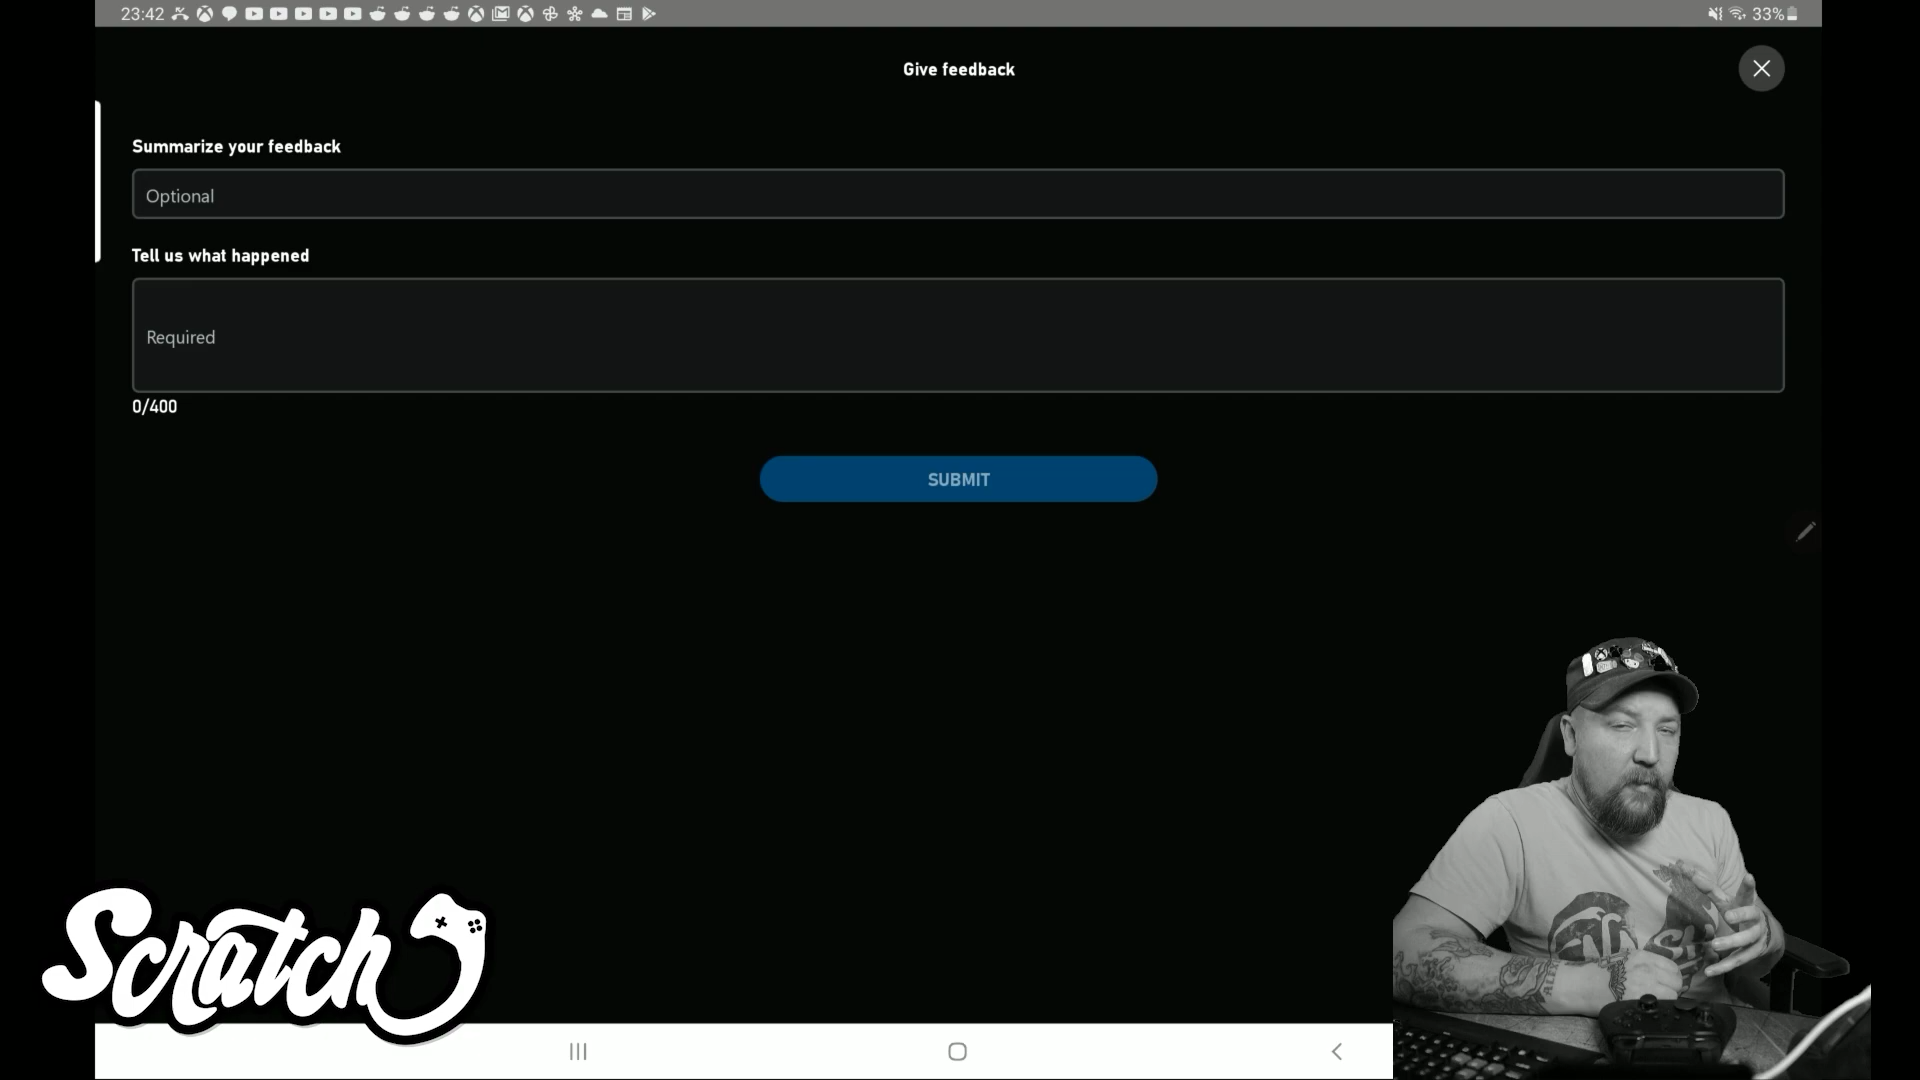 23:42
33%
Give feedback
Summarize your feedback
Optional
Tell us what happened
Required
0/400
SUBMIT
Scratch